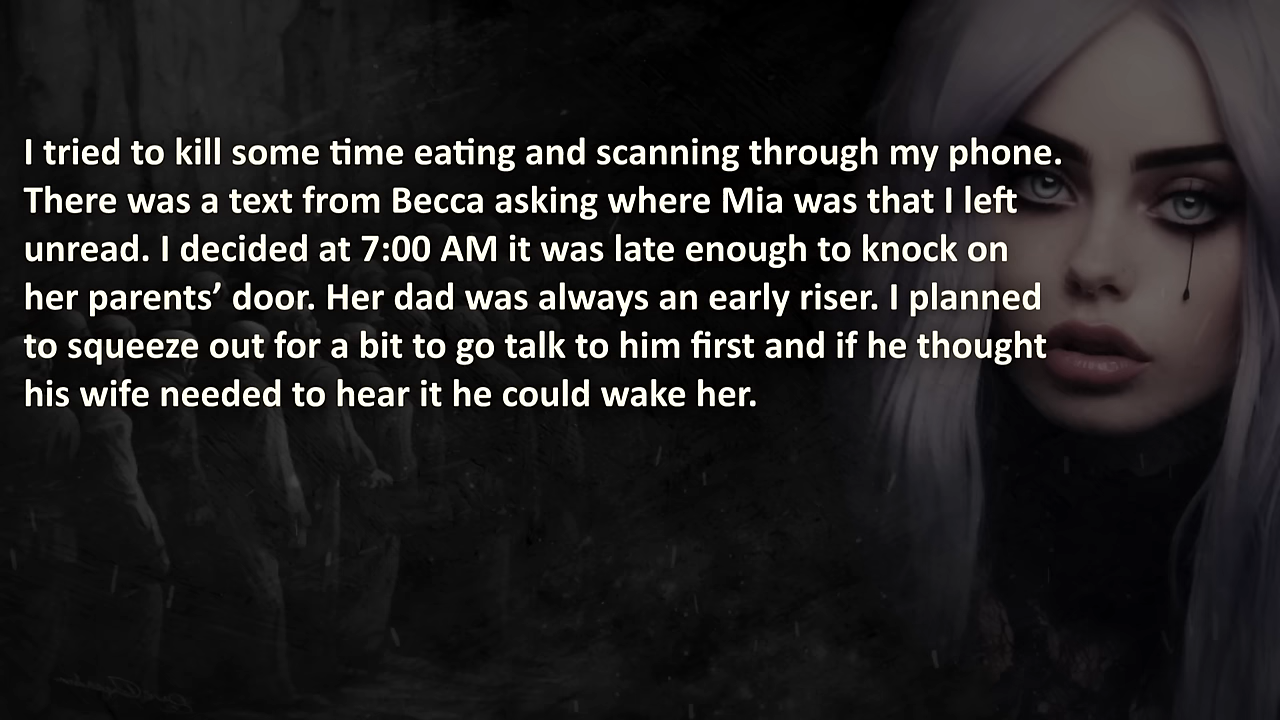 I tried to kill some time eating and scanning through my phone.
There was a text from Becca asking where Mia was that I left
unread. I decided at 7:00 AM it was late enough to knock on
her parents’ door. Her dad was always an early riser. I planned
to squeeze out for a bit to go talk to him first and if he thought
his wife needed to hear it he could wake her.